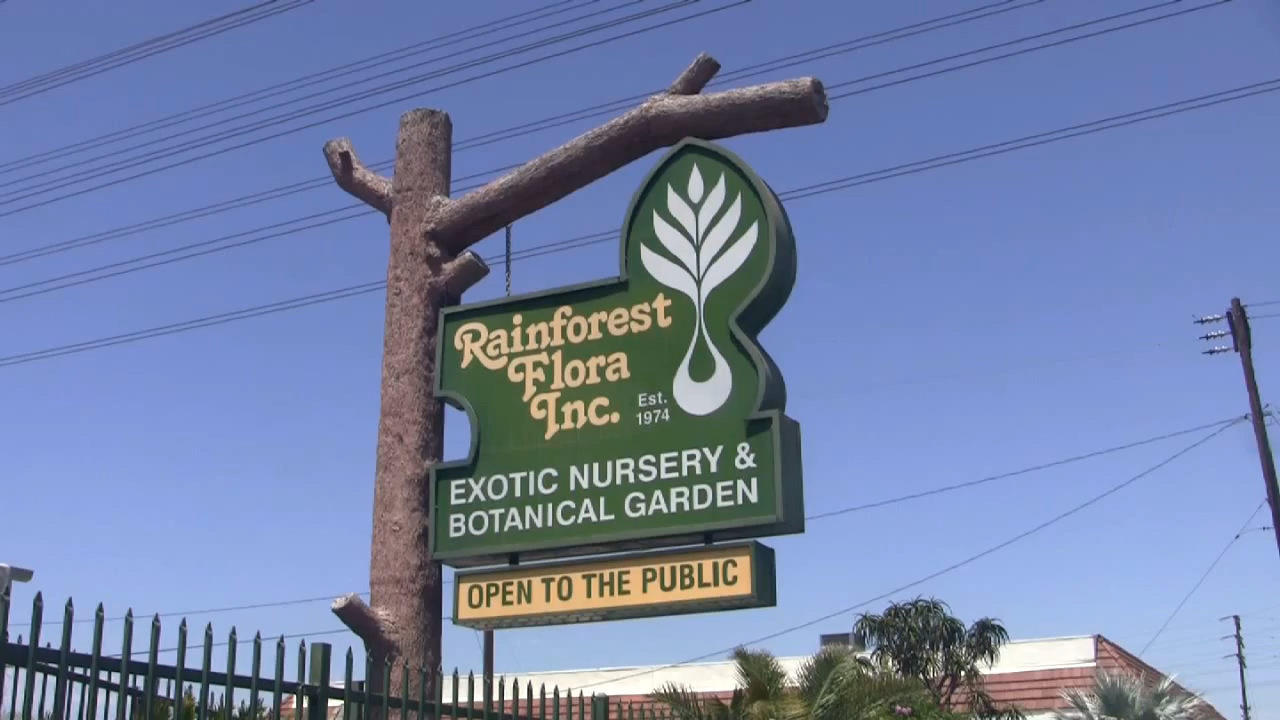 Rainforest
Flora
Inc.
Est.
1974
EXOTIC NURSERY &
BOTANICAL GARDEN
OPEN TO THE PUBLIC